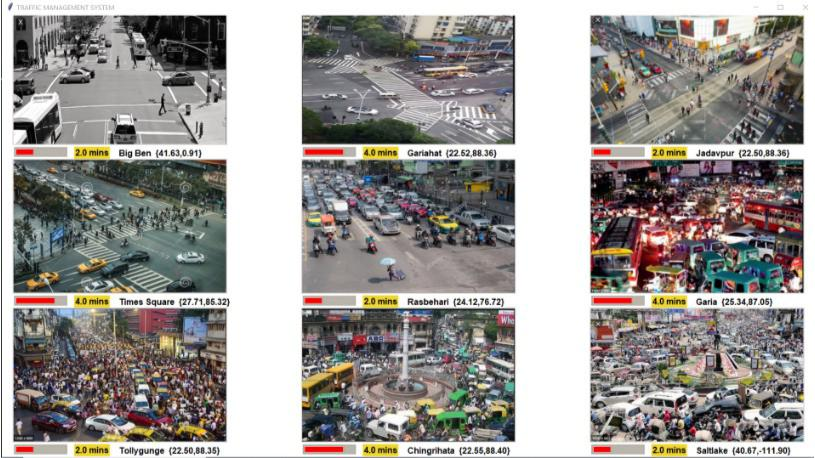 TRAFFIC MANAGEMENT SYSTEM
2.0 mins Big Ben {41.63,0.91}
4.0 mins Gariahat {22.52,88.36}
2.0 mins Jadavpur {22.50,88.36}
4.0 mins Times Square {27.71,85.32}
2.0 mins Rasbehari {24.12,76.72}
4.0 mins Garia {25.34,87.05}
2.0 mins Tollygunge {22.50,88.35}
4.0 mins Chingrihata {22.55,88.40}
2.0 mins Saltlake {40.67,-111.90}